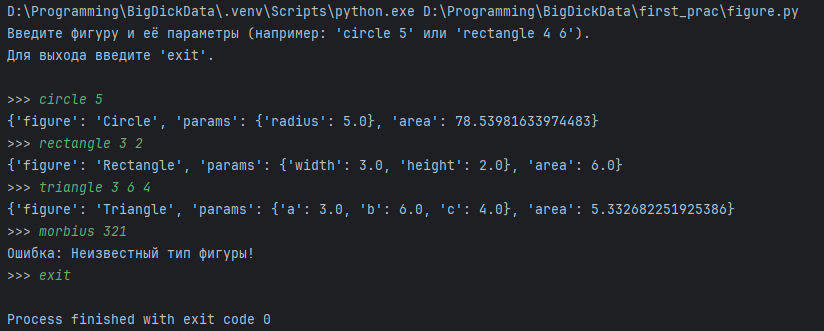 D:\Programming\BigDickData\.venv\Scripts\python.exe D:\Programming\BigDickData\first_prac\figure.py
Введите фигуру и её параметры (например: 'circle 5' или 'rectangle 4 6').
Для выхода введите 'exit'.
>>> circle 5
{'figure': 'Circle', 'params': {'radius': 5.0}, 'area': 78.53981633974483}
>>> rectangle 3 2
{'figure': 'Rectangle', 'params': {'width': 3.0, 'height': 2.0}, 'area': 6.0}
>>> triangle 3 6 4
{'figure': 'Triangle', 'params': {'a': 3.0, 'b': 6.0, 'c': 4.0}, 'area': 5.332682251925386}
>>> morbius 321
Ошибка: Неизвестный тип фигуры!
>>> exit
Process finished with exit code 0